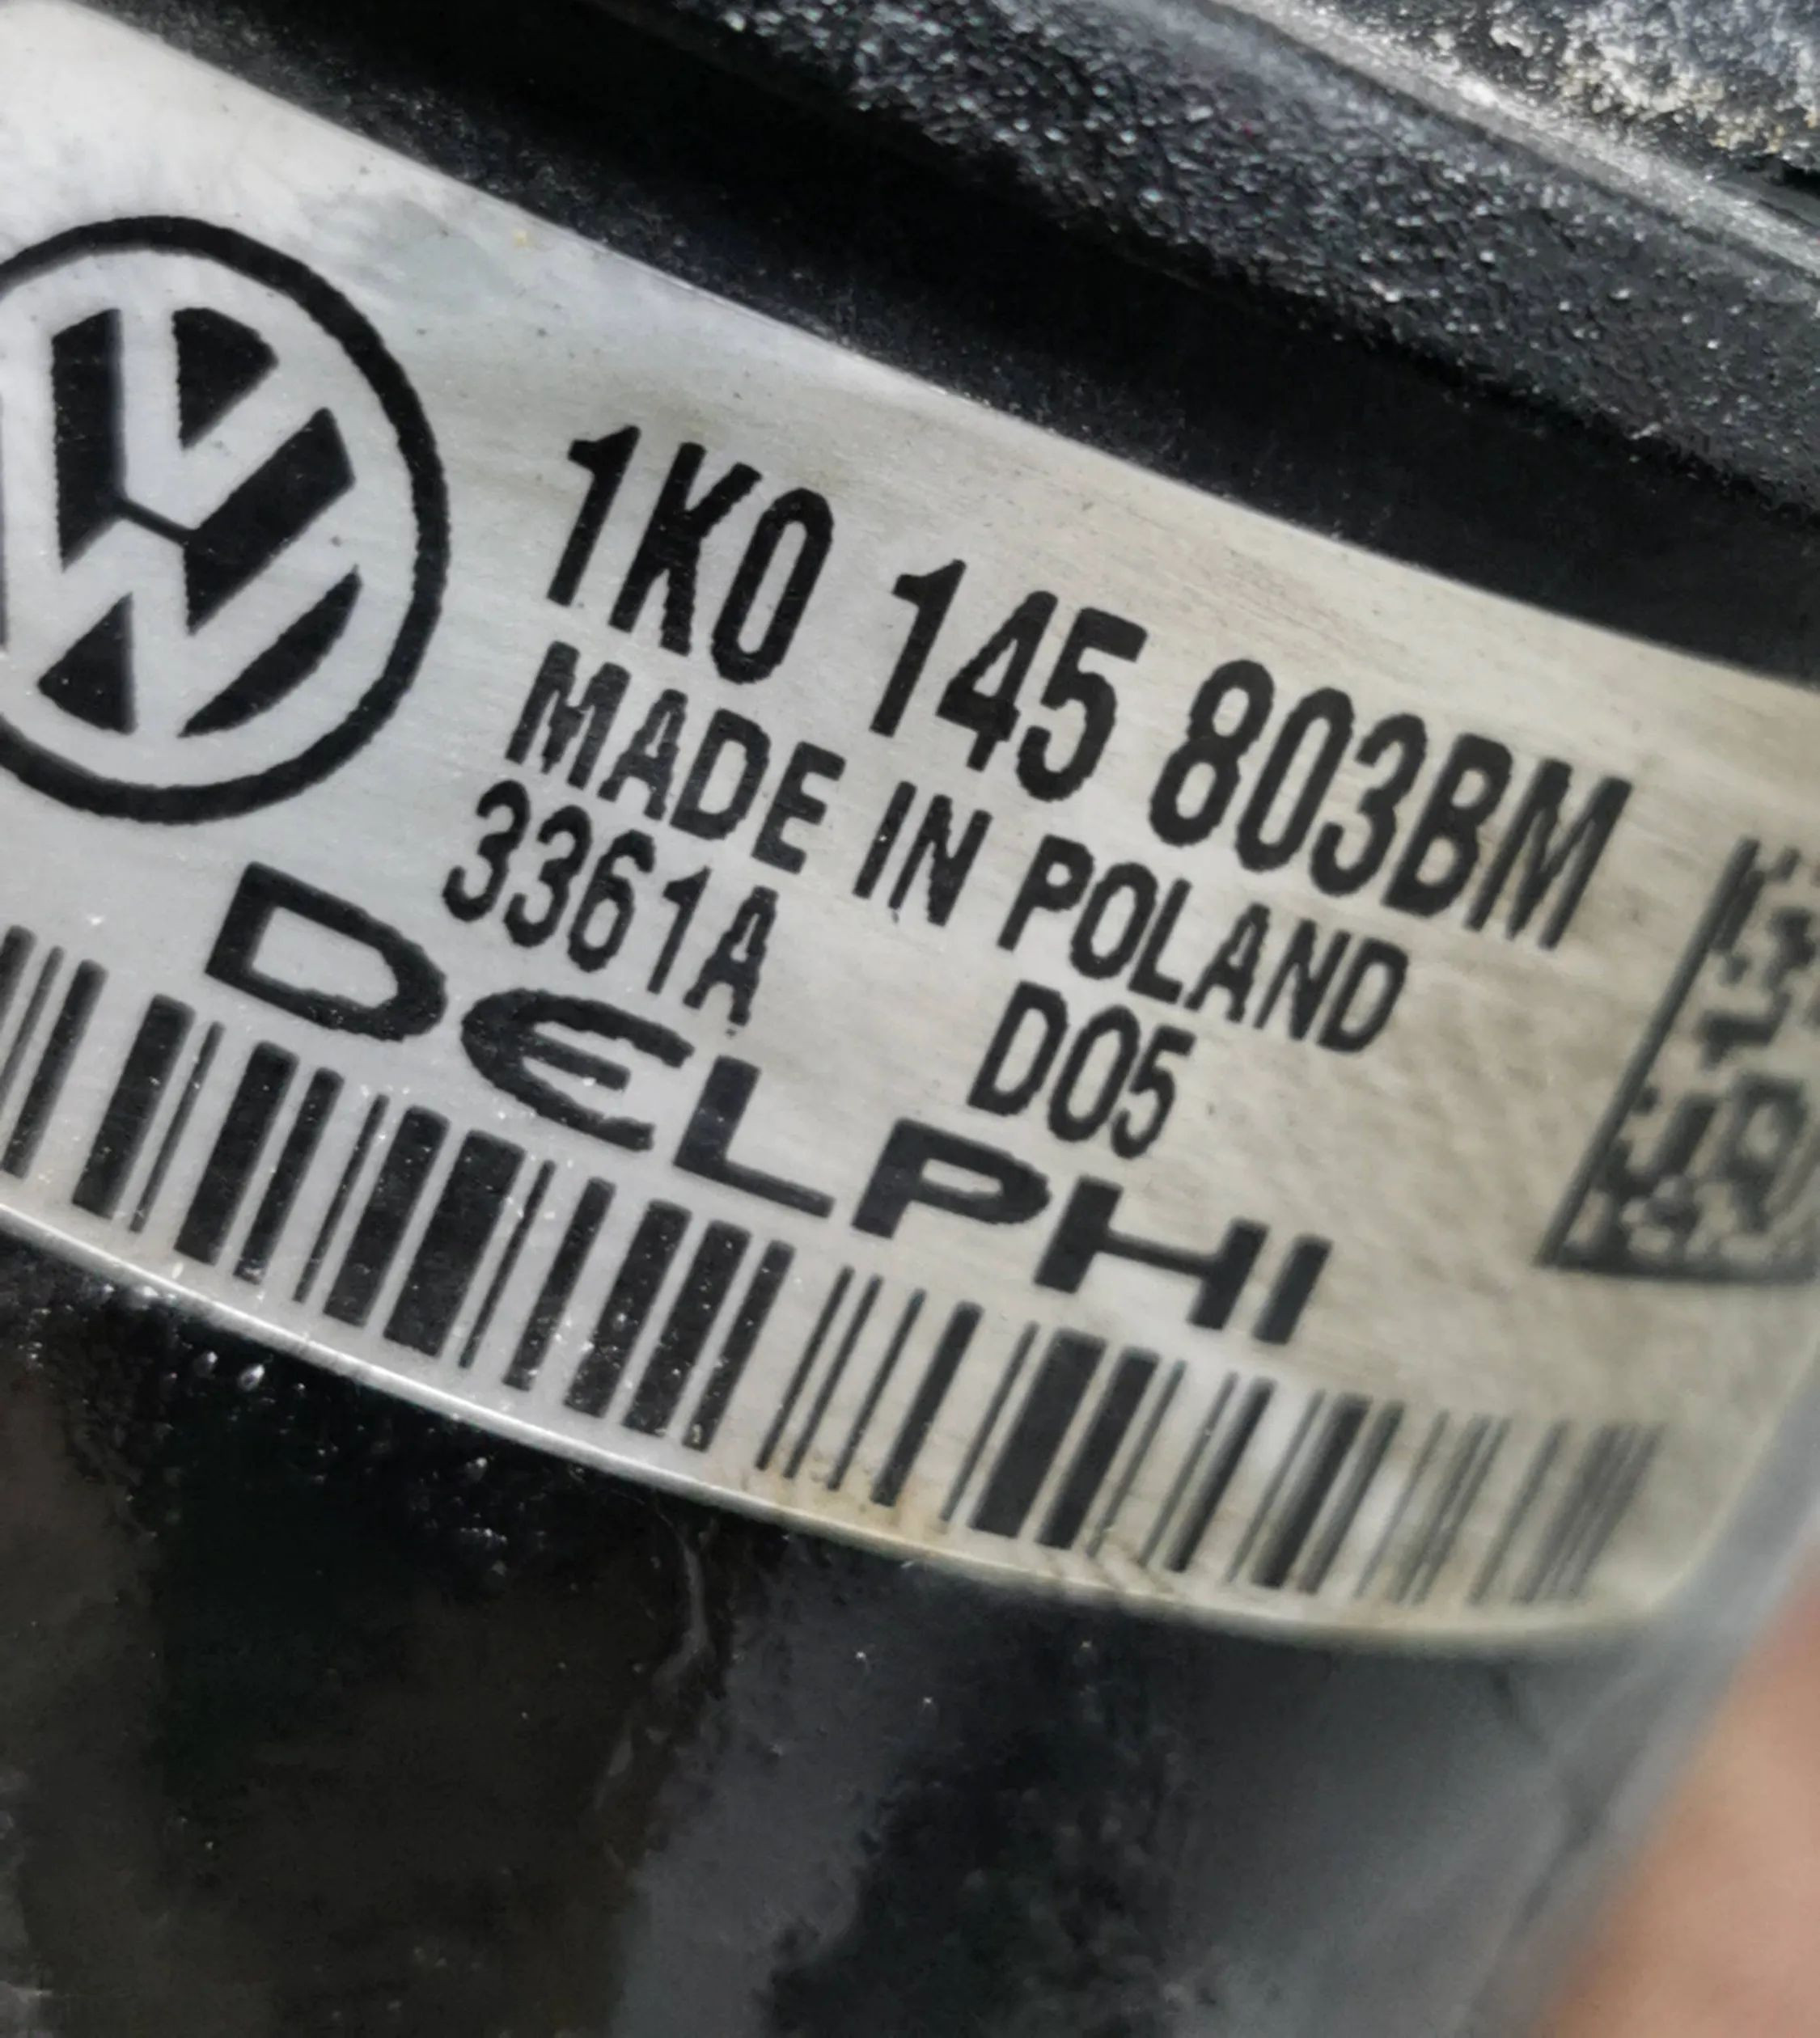 1K0 145 803BM
MADE IN POLAND
3361A D05
DELPHI